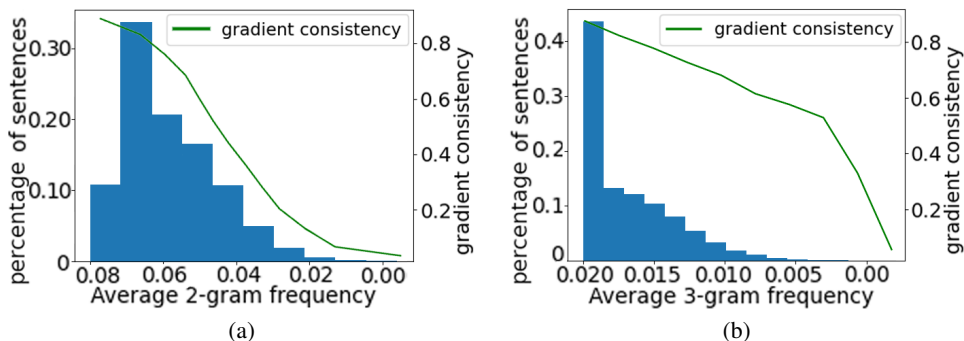 gradient consistency
percentage of sentences
0.30
0.20
0.10
0
0.8
0.6
0.4
0.2
gradient consistency
0.08 0.06 0.04 0.02 0.00
Average 2-gram frequency
(a)
gradient consistency
percentage of sentences
0.4
0.3
0.2
0.1
0
0.8
0.6
0.4
0.2
gradient consistency
0.020 0.015 0.010 0.005 0.00
Average 3-gram frequency
(b)